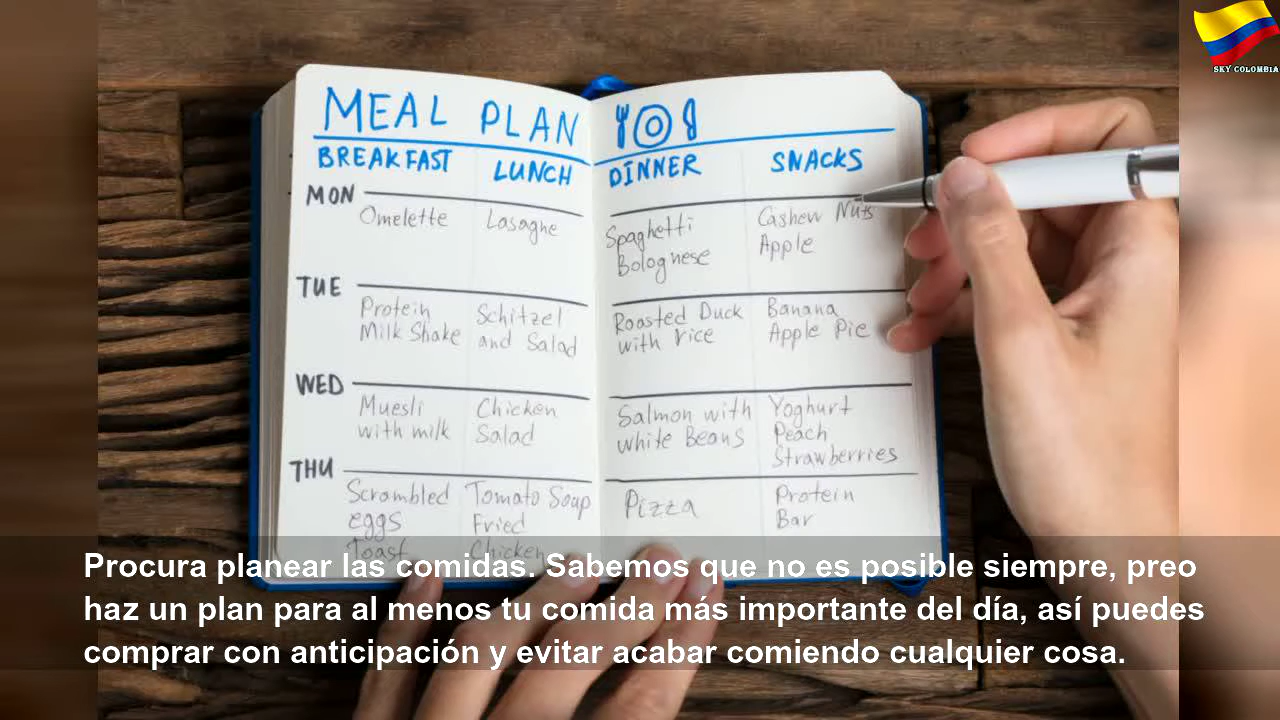 SKY COLOMBIA
MEAL PLAN
BREAKFAST LUNCH DINNER SNACKS
MON
Omelette
Lasagne
Spaghetti
Bolognese
Cashew Nuts
Apple
TUE
Protein
Milk Shake
Schitzel
and Salad
Roasted Duck
with rice
Banana
Apple Pie
WED
Muesli
with milk
Chicken
Salad
Salmon with
white Beans
Yoghurt
Peach
Strawberries
THU
Scrambled
eggs
Toast
Tomato Soup
Fried
Chicken
Pizza
Protein
Bar
Procura planear las comidas. Sabemos que no es posible siempre, preo
haz un plan para al menos tu comida más importante del día, así puedes
comprar con anticipación y evitar acabar comiendo cualquier cosa.